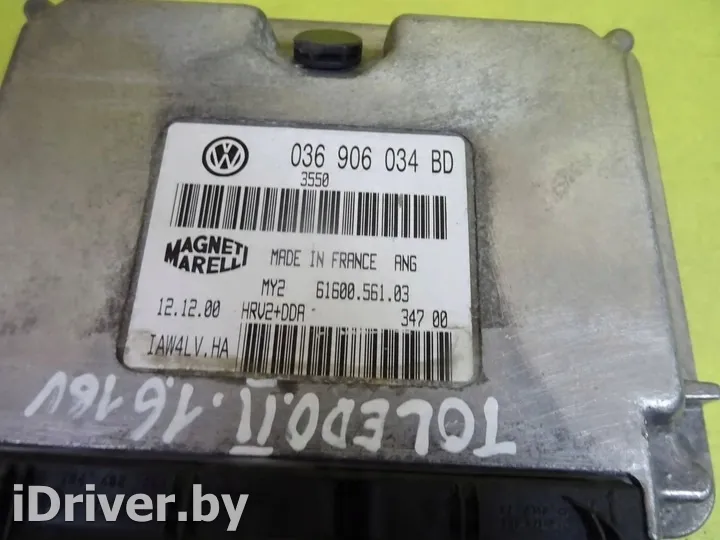 036 906 034 BD
3550
MAGNETI MARELLI
MADE IN FRANCE ANG
MY2 61600.561.03
12.12.00 HRV2+DDA - 347 00
IAW4LV.HA
TOLEDO.II.1.6 16V
iDriver.by